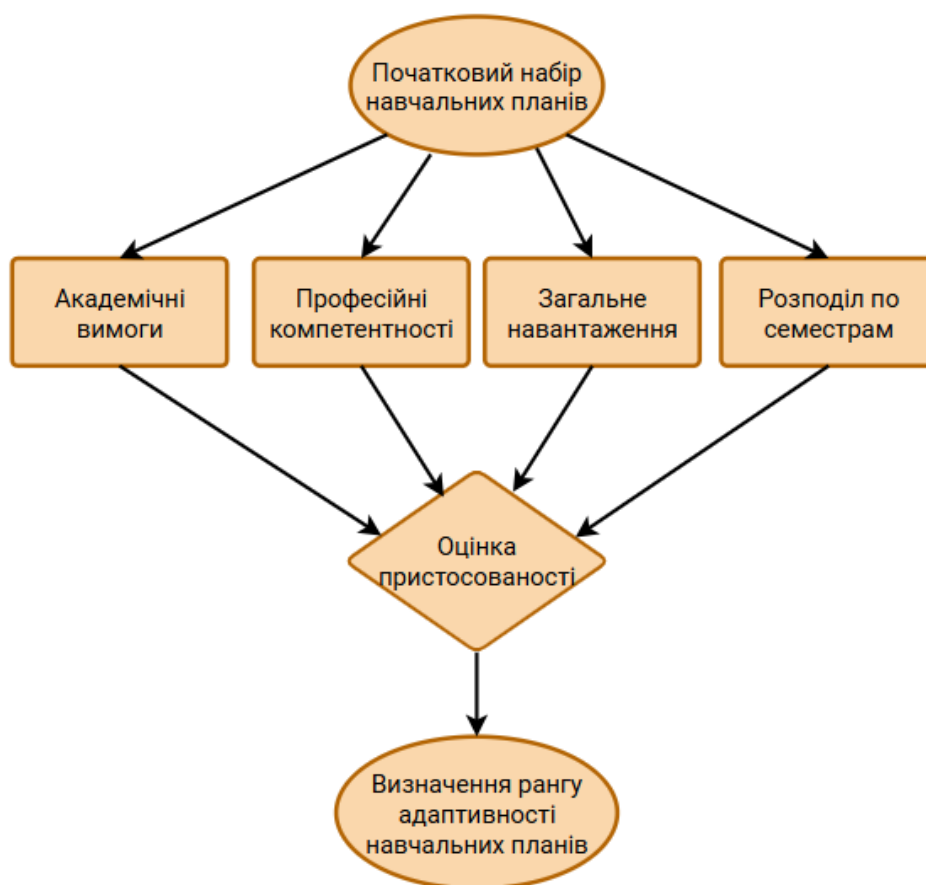 Початковий набір
навчальних планів
Академічні
вимоги
Професійні
компетентності
Загальне
навантаження
Розподіл по
семестрам
Оцінка
пристосованості
Визначення рангу
адаптивності
навчальних планів